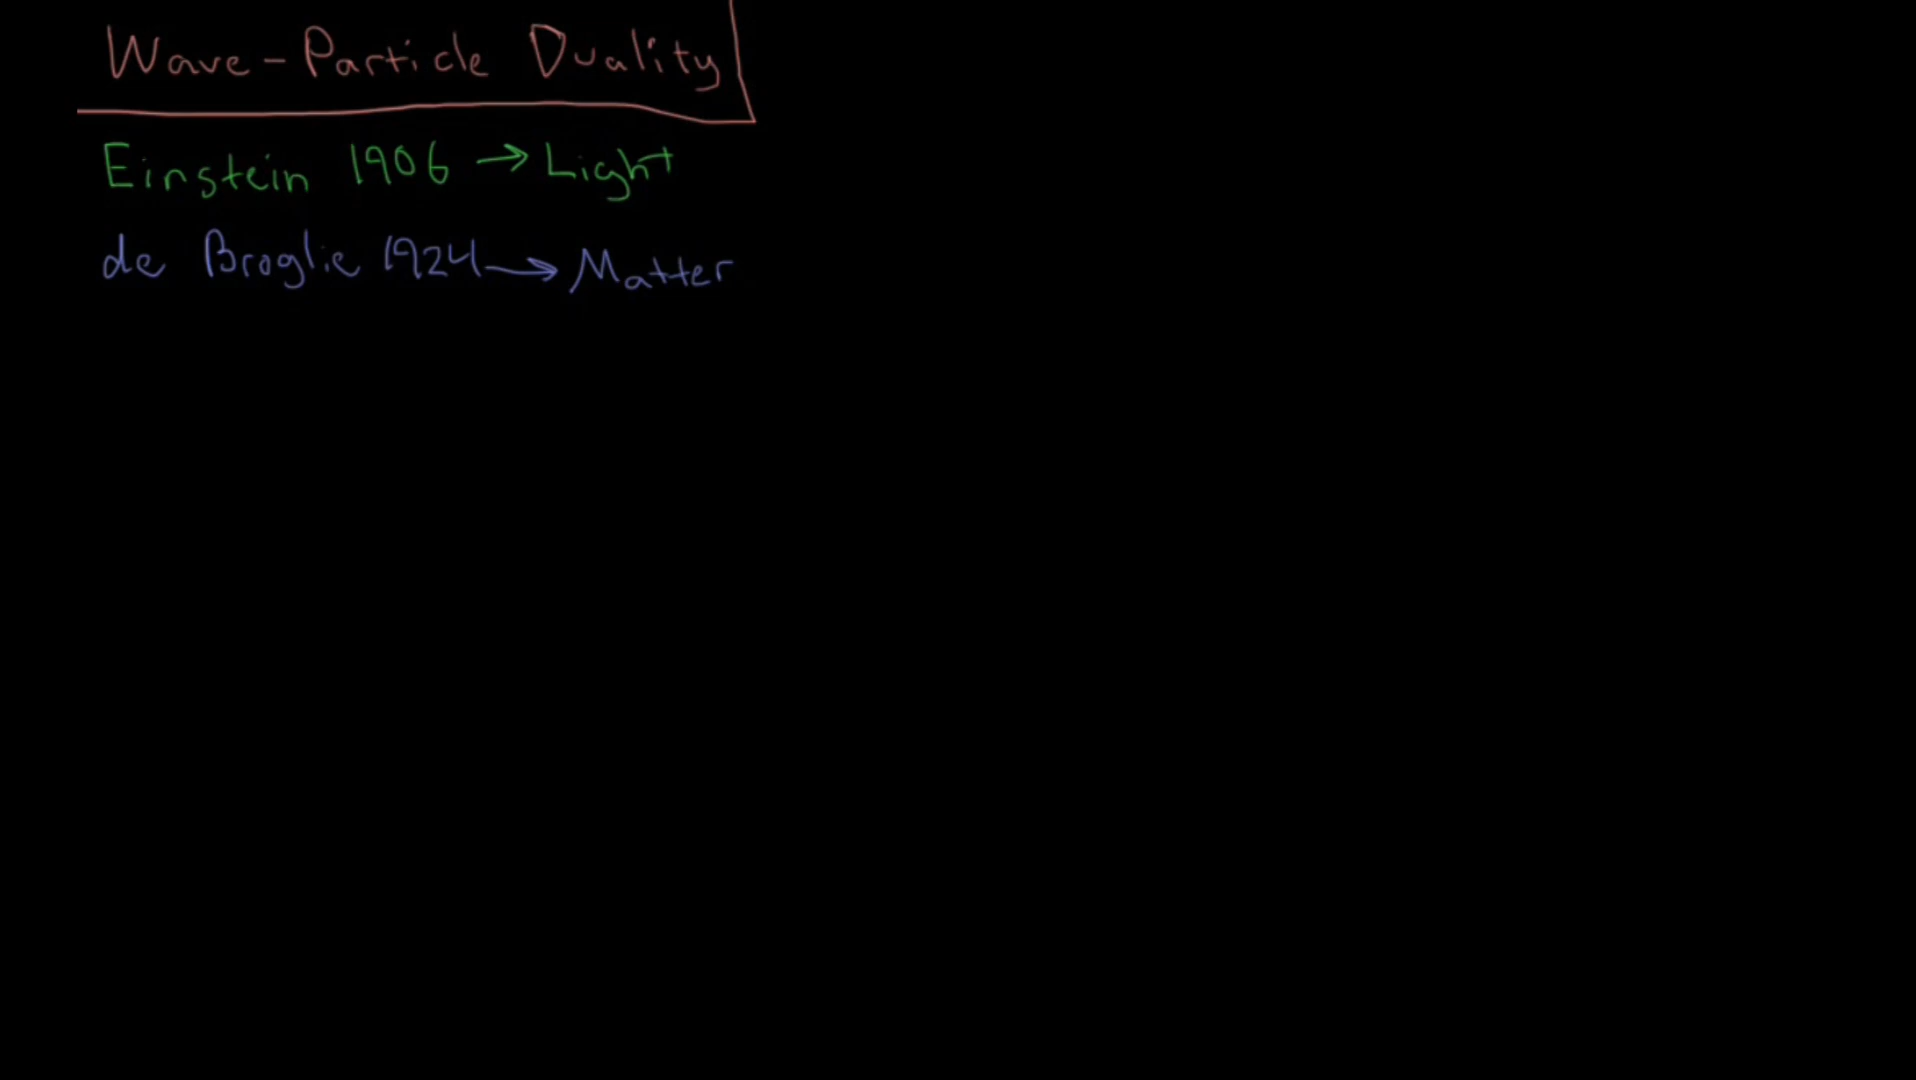 Wave-Particle Duality
Einstein 1906 → Light
de Broglie 1924 → Matter